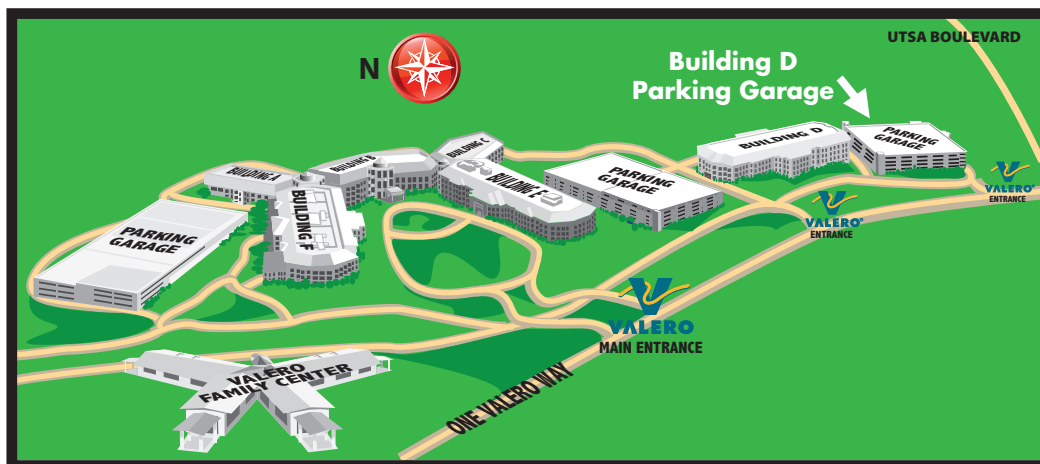 UTSA BOULEVARD
N
Building D
Parking Garage
BUILDING C
BUILDING D
PARKING
GARAGE
BUILDING B
BUILDING A
BUILDING E
PARKING
GARAGE
VALERO
ENTRANCE
BUILDING F
VALERO
ENTRANCE
PARKING
GARAGE
VALERO
MAIN ENTRANCE
VALERO
FAMILY CENTER
ONE VALERO WAY